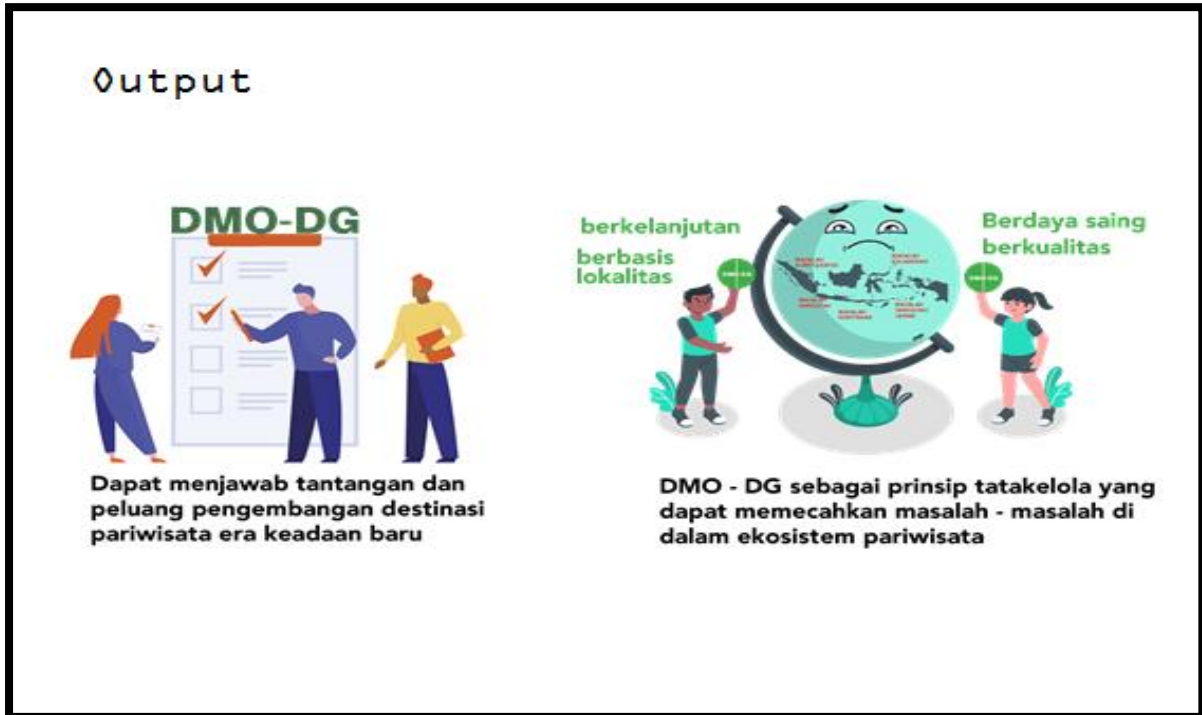 Output
DMO-DG
Dapat menjawab tantangan dan
peluang pengembangan destinasi
pariwisata era keadaan baru
berkelanjutan
berbasis
lokalitas
Berdaya saing
berkualitas
DMO - DG sebagai prinsip tatakelola yang
dapat memecahkan masalah - masalah di
dalam ekosistem pariwisata